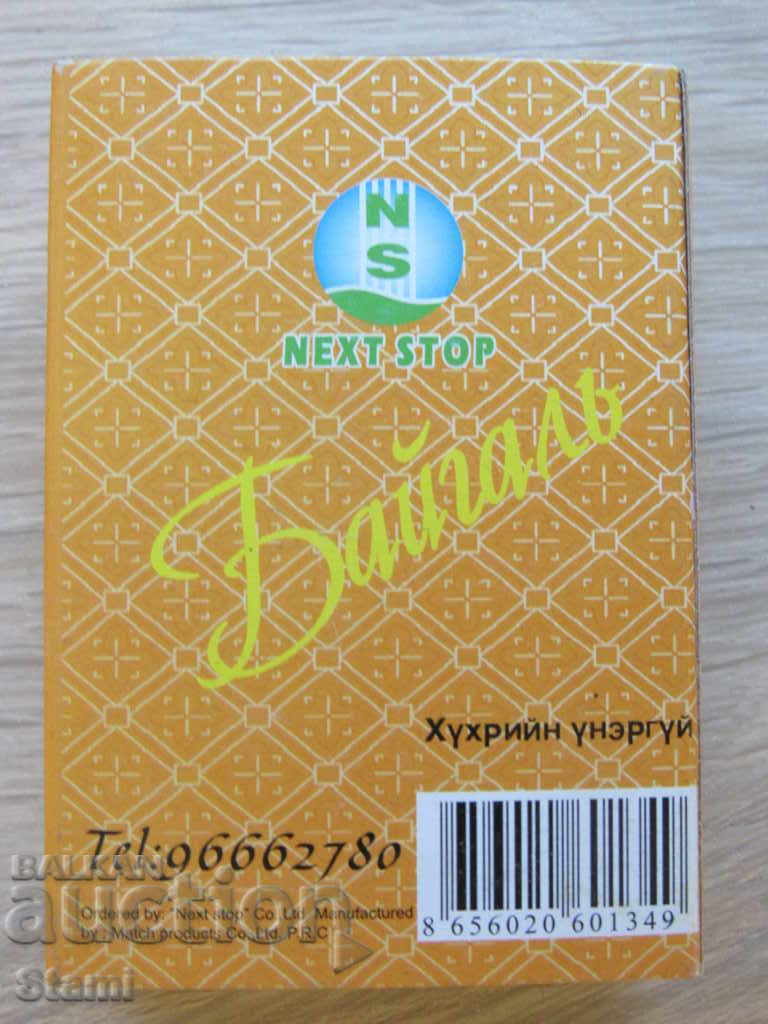 N
S
NEXT STOP
Байгаль
Хүхрийн үнэргүй
Tel:96662780
Ordered by: "Next stop" Co.,Ltd Manufactured
by : Match products Co., Ltd. P.R.C
8 656020 601349
BALKAN
auction
Stami